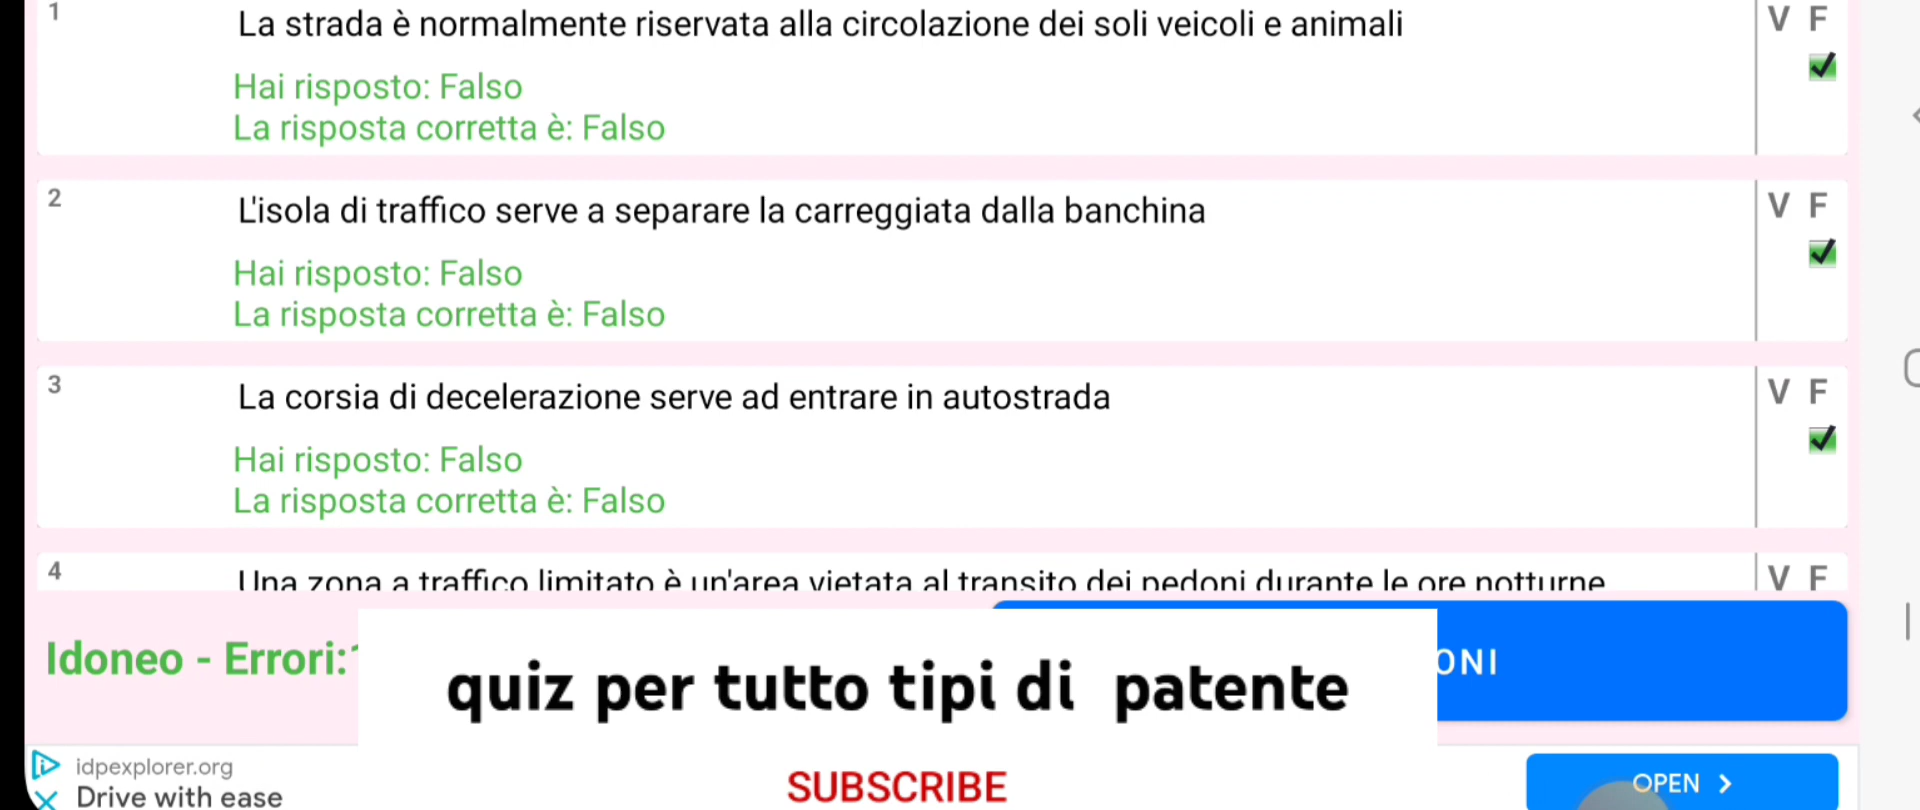 1
La strada è normalmente riservata alla circolazione dei soli veicoli e animali
V F
Hai risposto: Falso
La risposta corretta è: Falso
2
L'isola di traffico serve a separare la carreggiata dalla banchina
V F
Hai risposto: Falso
La risposta corretta è: Falso
3
La corsia di decelerazione serve ad entrare in autostrada
V F
Hai risposto: Falso
La risposta corretta è: Falso
4
Una zona a traffico limitato è un'area vietata al transito dei pedoni durante le ore notturne
V F
Idoneo - Errori:
ONI
quiz per tutto tipi di patente
idpexplorer.org
Drive with ease
SUBSCRIBE
OPEN